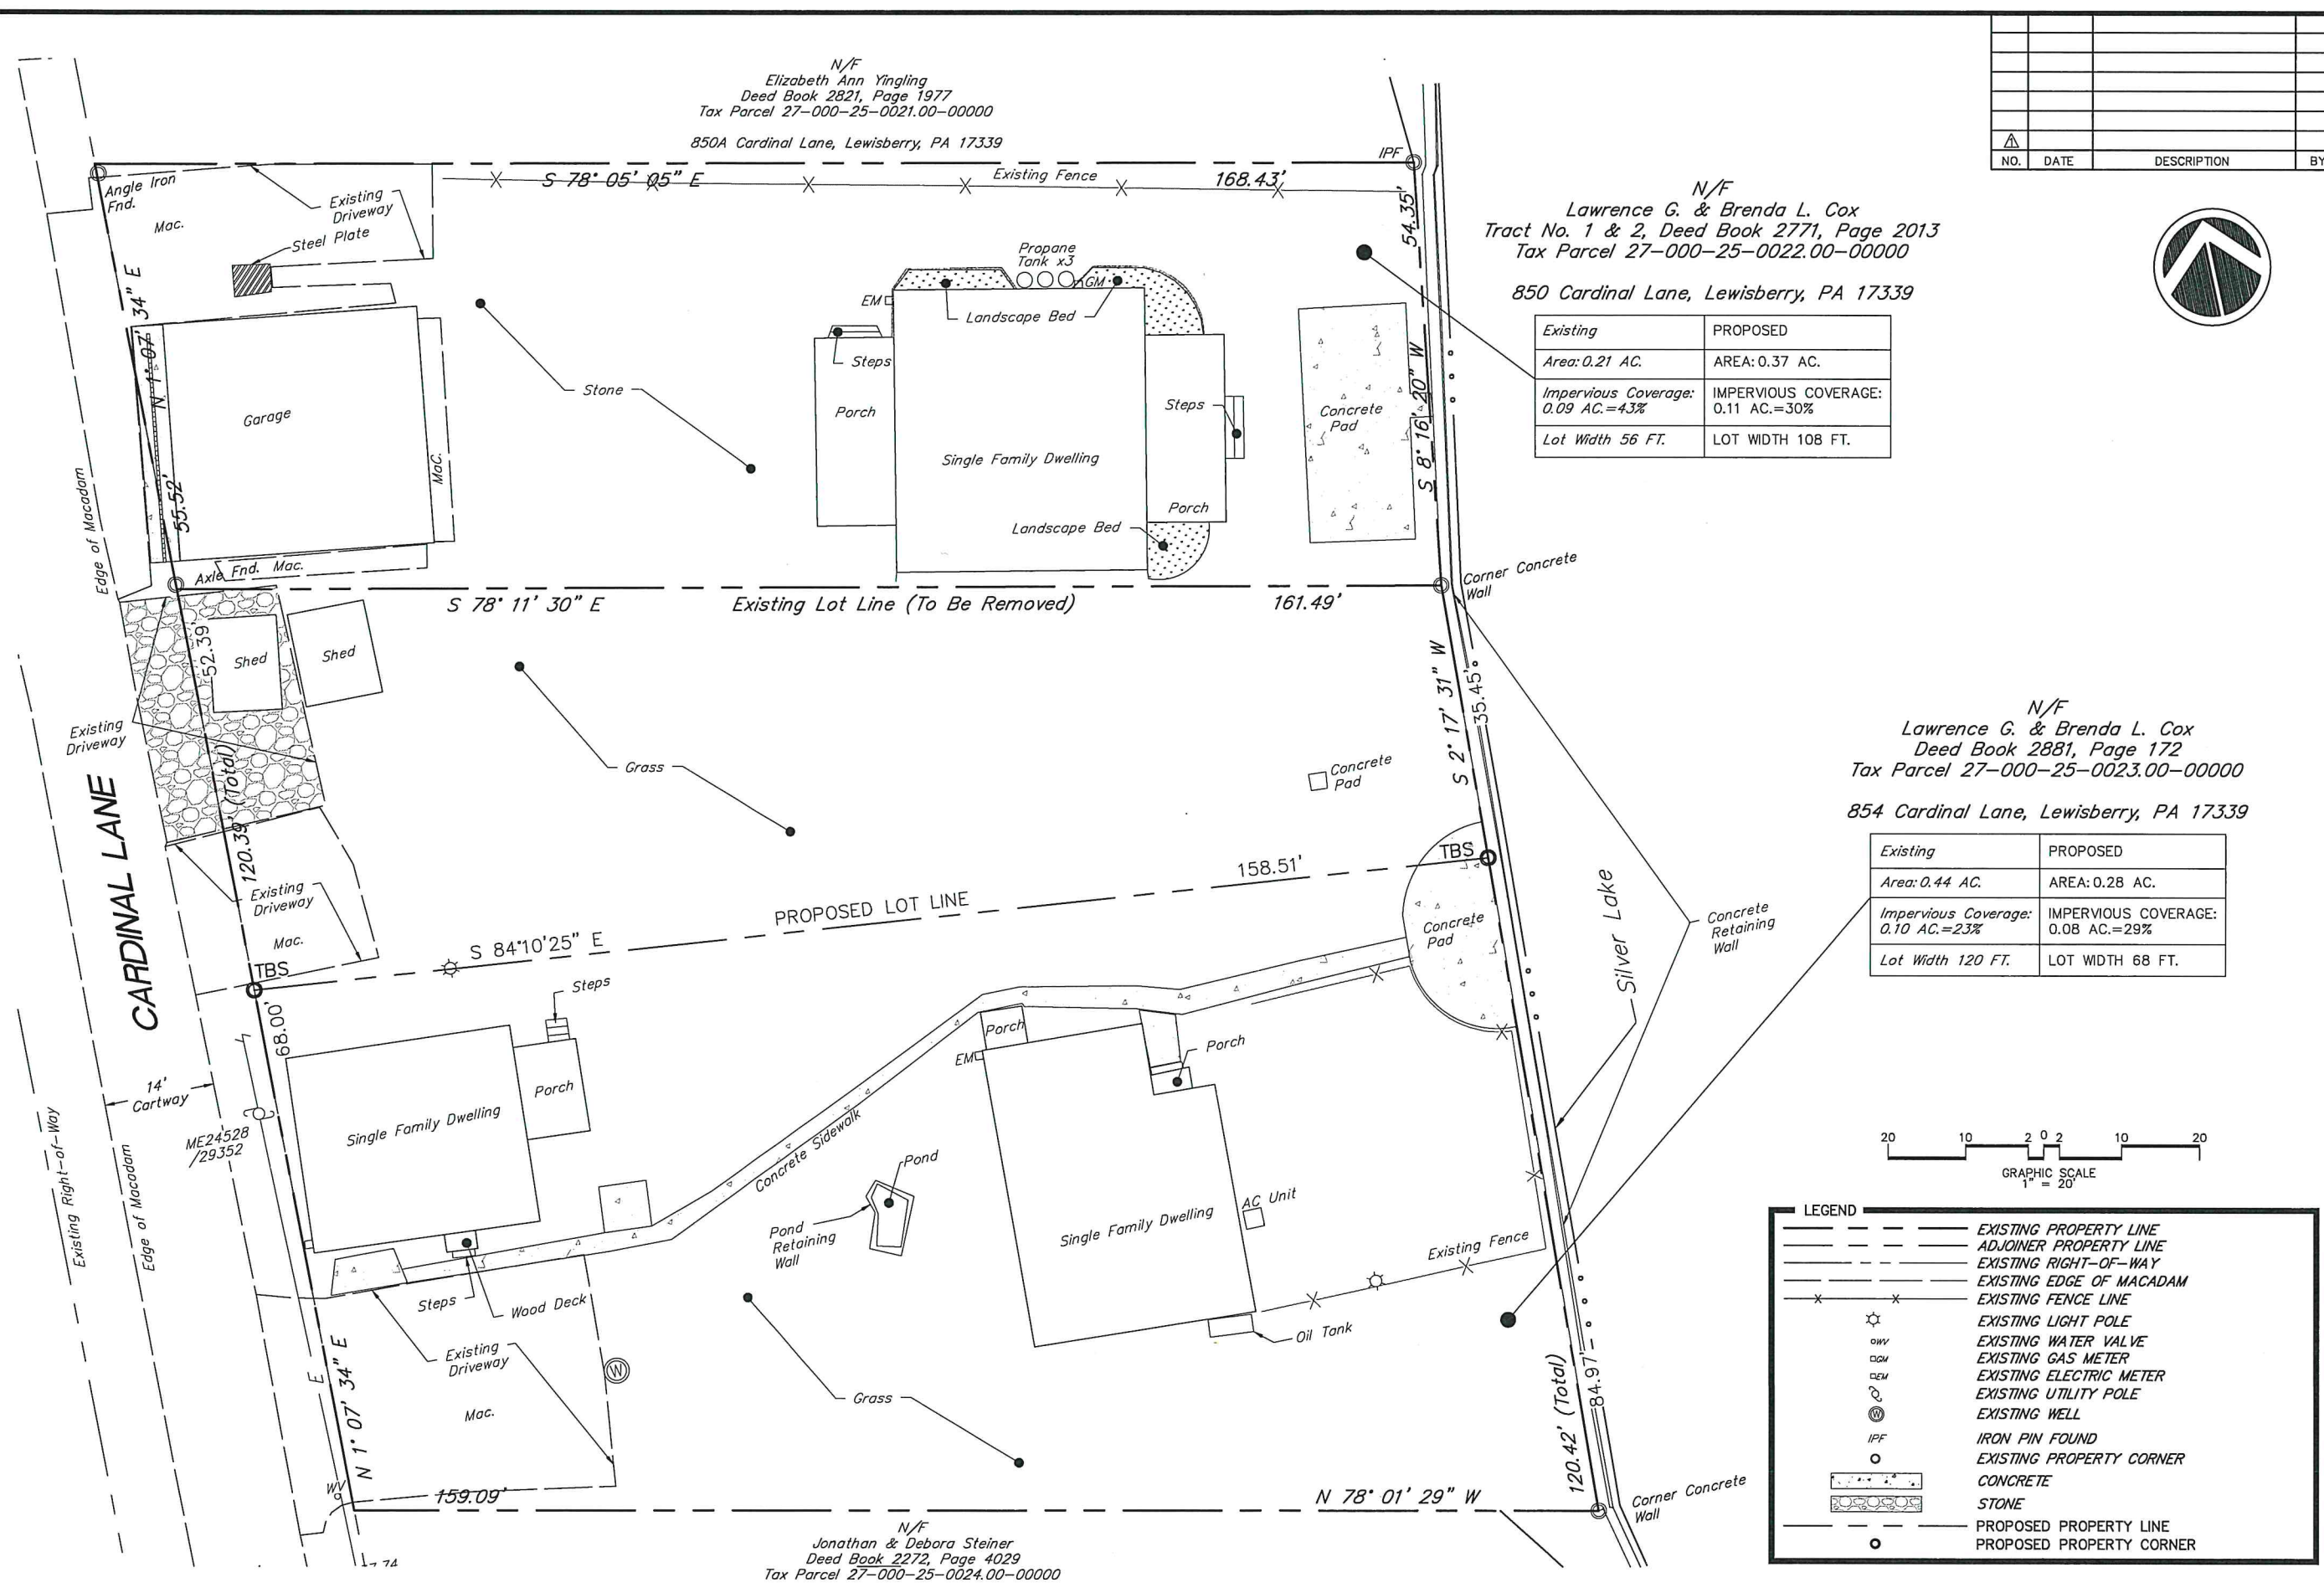 N/F
Elizabeth Ann Yingling
Deed Book 2821, Page 1977
Tax Parcel 27-000-25-0021.00-00000
850A Cardinal Lane, Lewisberry, PA 17339
1
NO. DATE DESCRIPTION BY
Angle Iron
Fnd.
Existing
Driveway
S 78° 05' 05" E
Existing Fence
168.43'
IPF
Mac.
Steel Plate
N 1° 07' 34" E
55.52'
54.35'
S 8° 16' 20" W
Propane
Tank x3
GM
EM
Landscape Bed
Steps
Porch
Stone
Garage
Mac.
Single Family Dwelling
Steps
Porch
Landscape Bed
Concrete
Pad
N/F
Lawrence G. & Brenda L. Cox
Tract No. 1 & 2, Deed Book 2771, Page 2013
Tax Parcel 27-000-25-0022.00-00000
850 Cardinal Lane, Lewisberry, PA 17339
Existing PROPOSED
Area: 0.21 AC. AREA: 0.37 AC.
Impervious Coverage: IMPERVIOUS COVERAGE:
0.09 AC.=43% 0.11 AC.=30%
Lot Width 56 FT. LOT WIDTH 108 FT.
Edge of Macadam
Axle Fnd. Mac.
S 78° 11' 30" E
Existing Lot Line (To Be Removed)
161.49'
Corner Concrete
Wall
Shed
Shed
52.39'
120.39' (Total)
Existing
Driveway
CARDINAL LANE
Grass
Concrete
Pad
S 2° 17' 31" W
35.45'
Existing
Driveway
Mac.
TBS
S 84°10'25" E
PROPOSED LOT LINE
158.51'
TBS
Concrete
Pad
Silver Lake
Concrete
Retaining
Wall
N/F
Lawrence G. & Brenda L. Cox
Deed Book 2881, Page 172
Tax Parcel 27-000-25-0023.00-00000
854 Cardinal Lane, Lewisberry, PA 17339
Existing PROPOSED
Area: 0.44 AC. AREA: 0.28 AC.
Impervious Coverage: IMPERVIOUS COVERAGE:
0.10 AC.=23% 0.08 AC.=29%
Lot Width 120 FT. LOT WIDTH 68 FT.
68.00'
Steps
Porch
Single Family Dwelling
14'
Cartway
ME24528
/29352
Existing Right-of-Way
Edge of Macadam
Concrete Sidewalk
Porch
EM
Porch
Pond
Pond
Retaining
Wall
Single Family Dwelling
AC Unit
Existing Fence
Oil Tank
Steps
Wood Deck
Existing
Driveway
Mac.
W
Grass
E
N 1° 07' 34" E
WV
159.09'
N 78° 01' 29" W
120.42' (Total)
84.97'
Corner Concrete
Wall
N/F
Jonathan & Debora Steiner
Deed Book 2272, Page 4029
Tax Parcel 27-000-25-0024.00-00000
20 10 2 0 2 10 20
GRAPHIC SCALE
1" = 20'
LEGEND
EXISTING PROPERTY LINE
ADJOINER PROPERTY LINE
EXISTING RIGHT-OF-WAY
EXISTING EDGE OF MACADAM
X X EXISTING FENCE LINE
EXISTING LIGHT POLE
WV EXISTING WATER VALVE
GM EXISTING GAS METER
EM EXISTING ELECTRIC METER
EXISTING UTILITY POLE
W EXISTING WELL
IPF IRON PIN FOUND
EXISTING PROPERTY CORNER
CONCRETE
STONE
PROPOSED PROPERTY LINE
PROPOSED PROPERTY CORNER